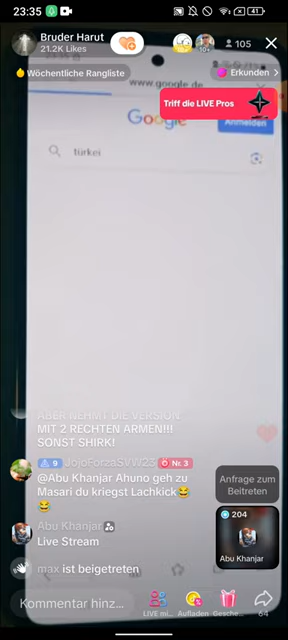 23:35
41
Bruder Harut
21.2K Likes
10+
105
Wöchentliche Rangliste
Erkunden >
www.google.de
Triff die LIVE Pros
Google
Anmelden
türkei
ABER NEHMT DIE VERSION
MIT 2 RECHTEN ARMEN!!!
SONST SHIRK!
9 JojoForzaSVW23 Nr. 3
@Abu Khanjar Ahuno geh zu
Masari du kriegst Lachkick😂
😂
Abu Khanjar
Live Stream
max ist beigetreten
Anfrage zum
Beitreten
204
Abu Khanjar
Kommentar hinz...
LIVE mi...
Aufladen
Gesche...
64